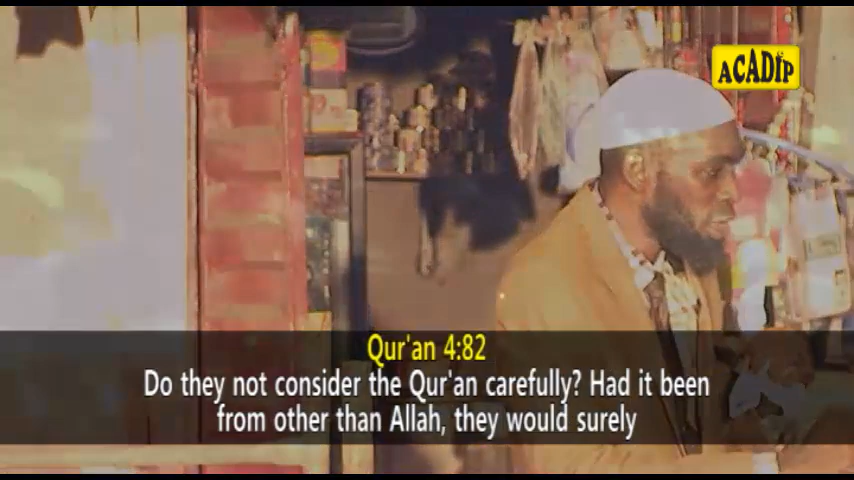 ACADIP
Qur'an 4:82
Do they not consider the Qur'an carefully? Had it been
from other than Allah, they would surely